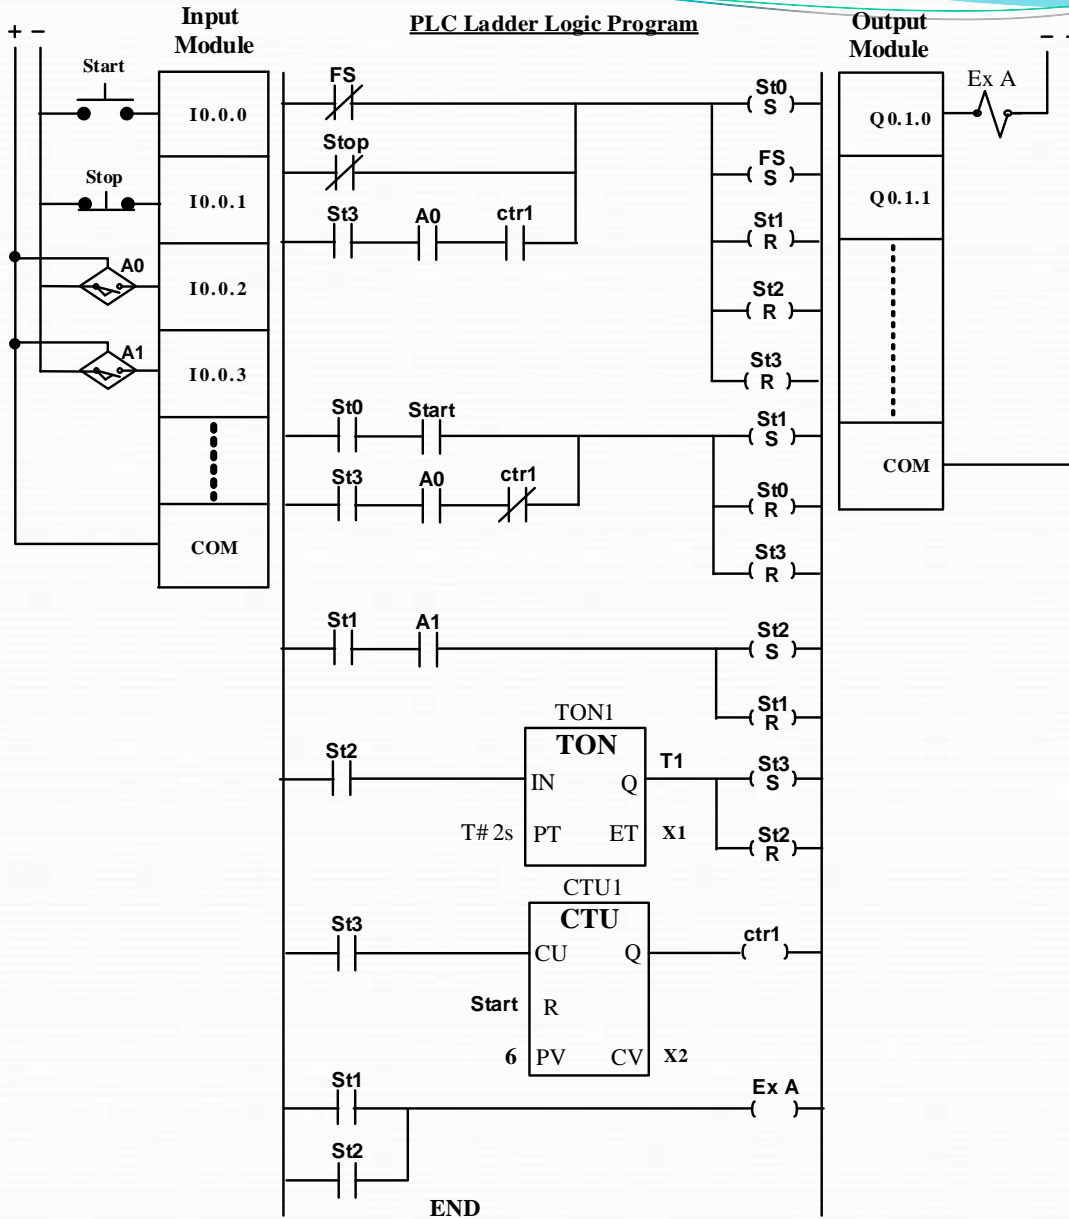 PLC Ladder Logic Program
Input
Module
Output
Module
+ −
Start
I0.0.0
Stop
I0.0.1
A0
I0.0.2
A1
I0.0.3
COM
FS
St0
S
Stop
FS
S
St3 A0 ctr1
St1
R
St2
R
St3
R
St0 Start
St1
S
St3 A0 ctr1
St0
R
St3
R
St1 A1
St2
S
St1
R
TON1
TON
St2
IN Q
T1
St3
S
T# 2s PT ET X1
St2
R
CTU1
CTU
St3
CU Q
ctr1
Start R
6 PV CV X2
St1
Ex A
St2
END
− −
Ex A
Q0.1.0
Q0.1.1
COM